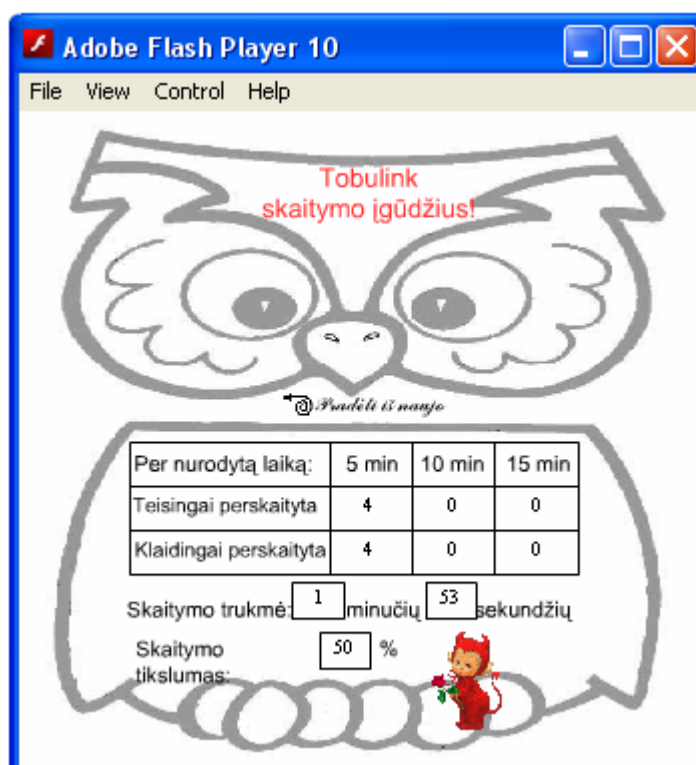 Adobe Flash Player 10
File View Control Help
Tobulink
skaitymo įgūdžius!
Pradėti iš naujo
Per nurodytą laiką: 5 min 10 min 15 min
Teisingai perskaityta 4 0 0
Klaidingai perskaityta 4 0 0
Skaitymo trukmė: 1 minučių 53 sekundžių
Skaitymo 50 %
tikslumas: